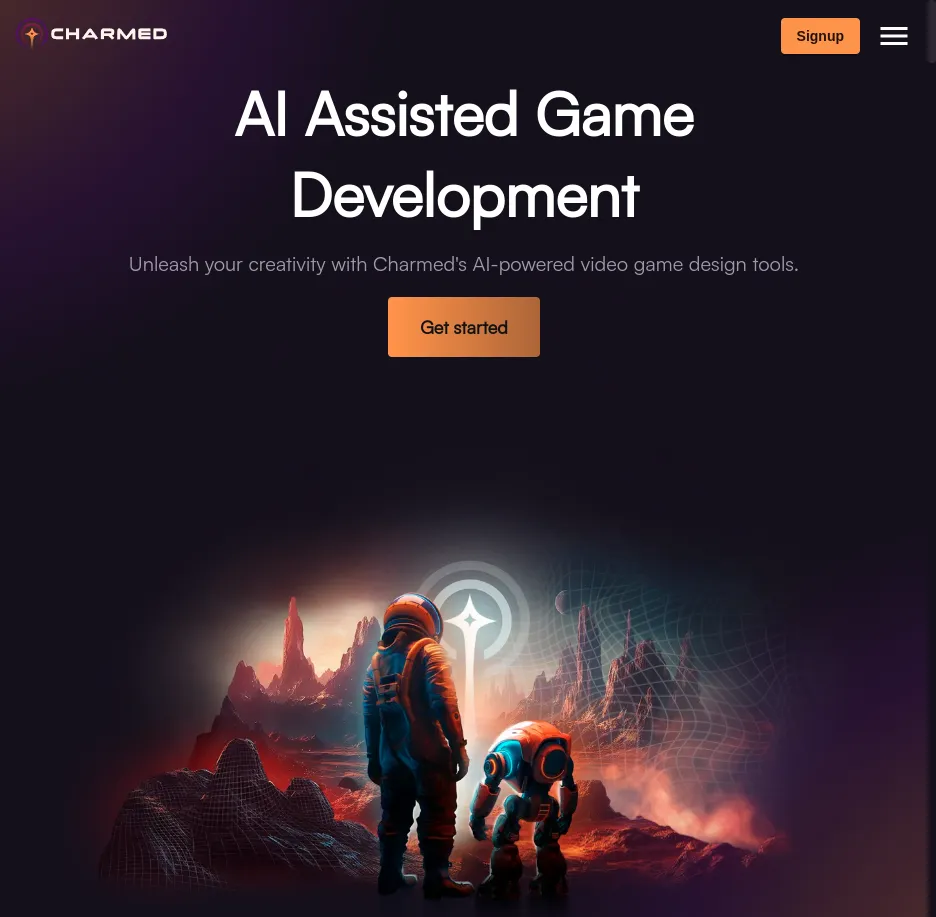 CHARMED
Signup
AI Assisted Game
Development
Unleash your creativity with Charmed's AI-powered video game design tools.
Get started